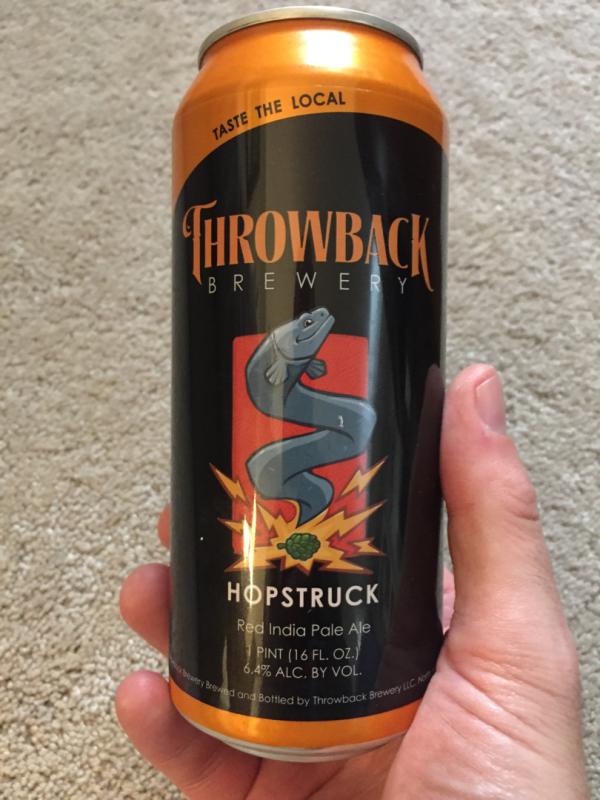 TASTE THE LOCAL
THROWBACK
BREWERY
HOPSTRUCK
Red India Pale Ale
1 PINT (16 FL. OZ.)
6.4% ALC. BY VOL.
Brewery Brewed and Bottled by Throwback Brewery LLC, North